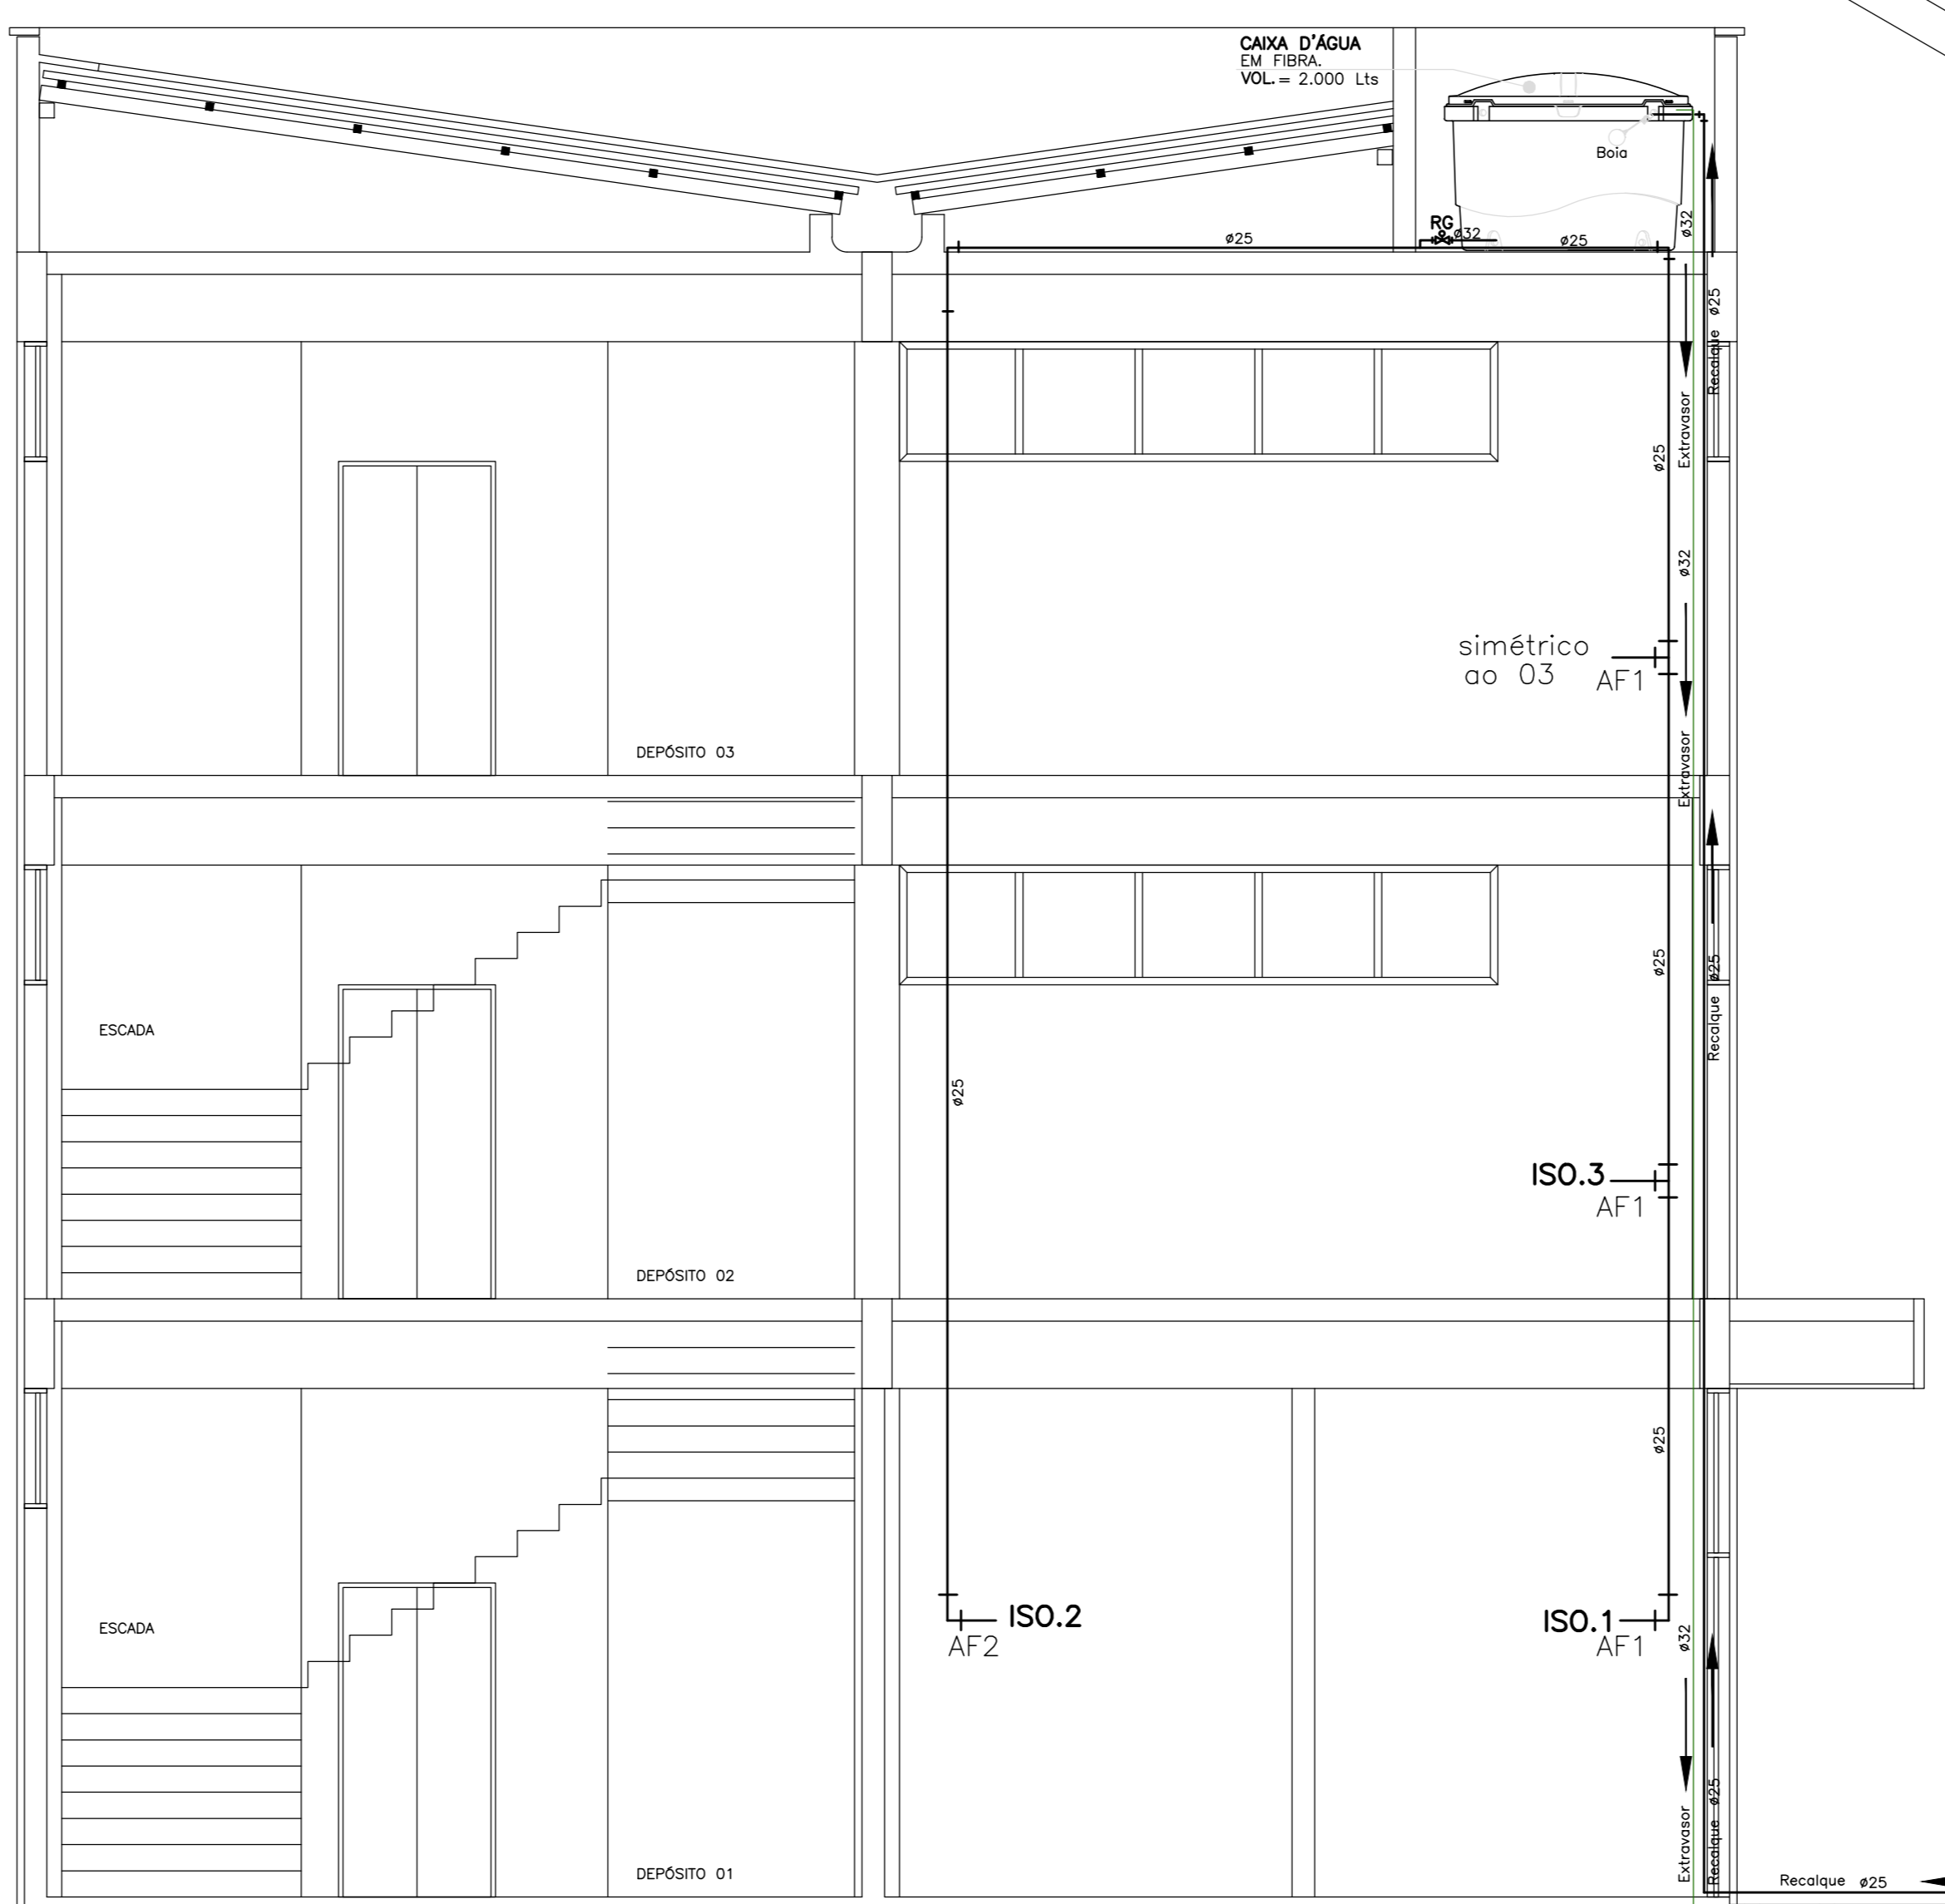 CAIXA D'ÁGUA
EM FIBRA.
VOL.= 2.000 Lts
Boia
ø32
RG
ø32
ø25
ø25
Recalque ø25
Extravasor
ø25
ø32
simétrico
ao 03
AF1
DEPÓSITO 03
Extravasor
ø25
Recalque ø25
ESCADA
ø25
ISO.3
AF1
DEPÓSITO 02
ø25
ISO.2
AF2
ISO.1
AF1
ø32
ESCADA
Extravasor
Recalque ø25
DEPÓSITO 01
Recalque ø25